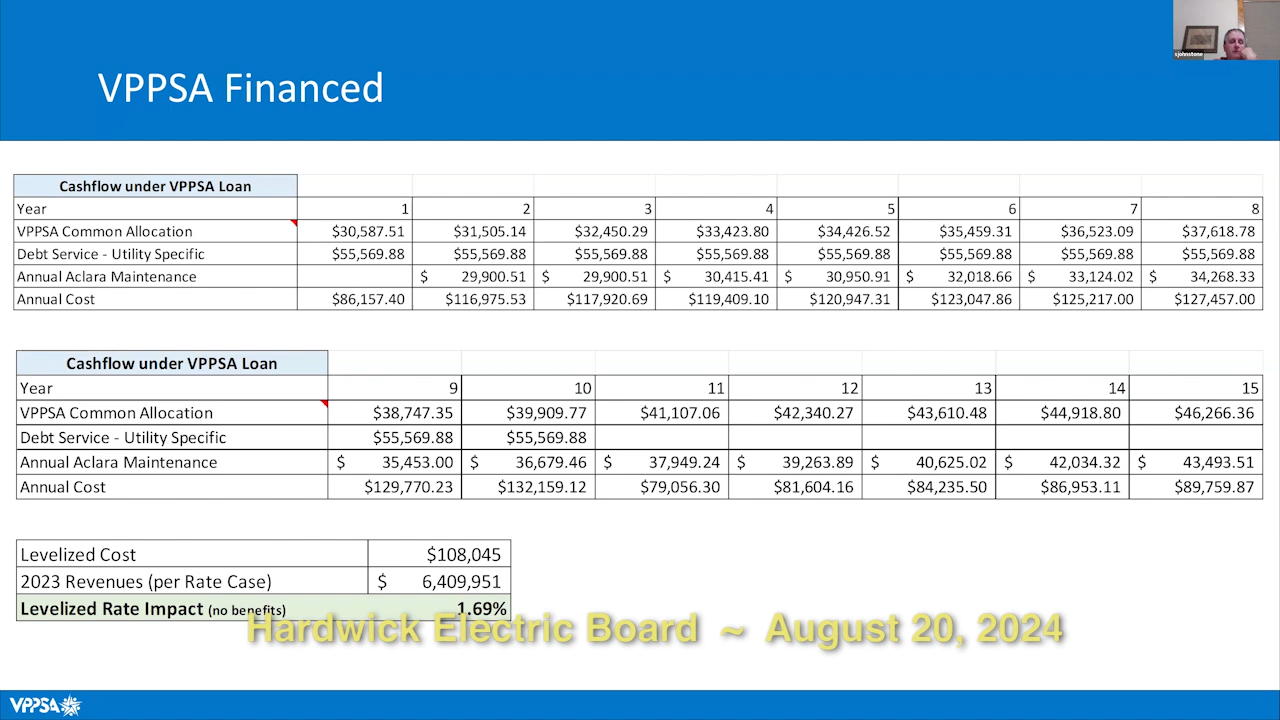 sjohnstone
VPPSA Financed
Cashflow under VPPSA Loan
Year 1 2 3 4 5 6 7 8
VPPSA Common Allocation $30,587.51 $31,505.14 $32,450.29 $33,423.80 $34,426.52 $35,459.31 $36,523.09 $37,618.78
Debt Service - Utility Specific $55,569.88 $55,569.88 $55,569.88 $55,569.88 $55,569.88 $55,569.88 $55,569.88 $55,569.88
Annual Aclara Maintenance $ 29,900.51 $ 29,900.51 $ 30,415.41 $ 30,950.91 $ 32,018.66 $ 33,124.02 $ 34,268.33
Annual Cost $86,157.40 $116,975.53 $117,920.69 $119,409.10 $120,947.31 $123,047.86 $125,217.00 $127,457.00
Cashflow under VPPSA Loan
Year 9 10 11 12 13 14 15
VPPSA Common Allocation $38,747.35 $39,909.77 $41,107.06 $42,340.27 $43,610.48 $44,918.80 $46,266.36
Debt Service - Utility Specific $55,569.88 $55,569.88
Annual Aclara Maintenance $ 35,453.00 $ 36,679.46 $ 37,949.24 $ 39,263.89 $ 40,625.02 $ 42,034.32 $ 43,493.51
Annual Cost $129,770.23 $132,159.12 $79,056.30 $81,604.16 $84,235.50 $86,953.11 $89,759.87
Levelized Cost $108,045
2023 Revenues (per Rate Case) $ 6,409,951
Levelized Rate Impact (no benefits) 1.69%
Hardwick Electric Board ~ August 20, 2024
VPPSA